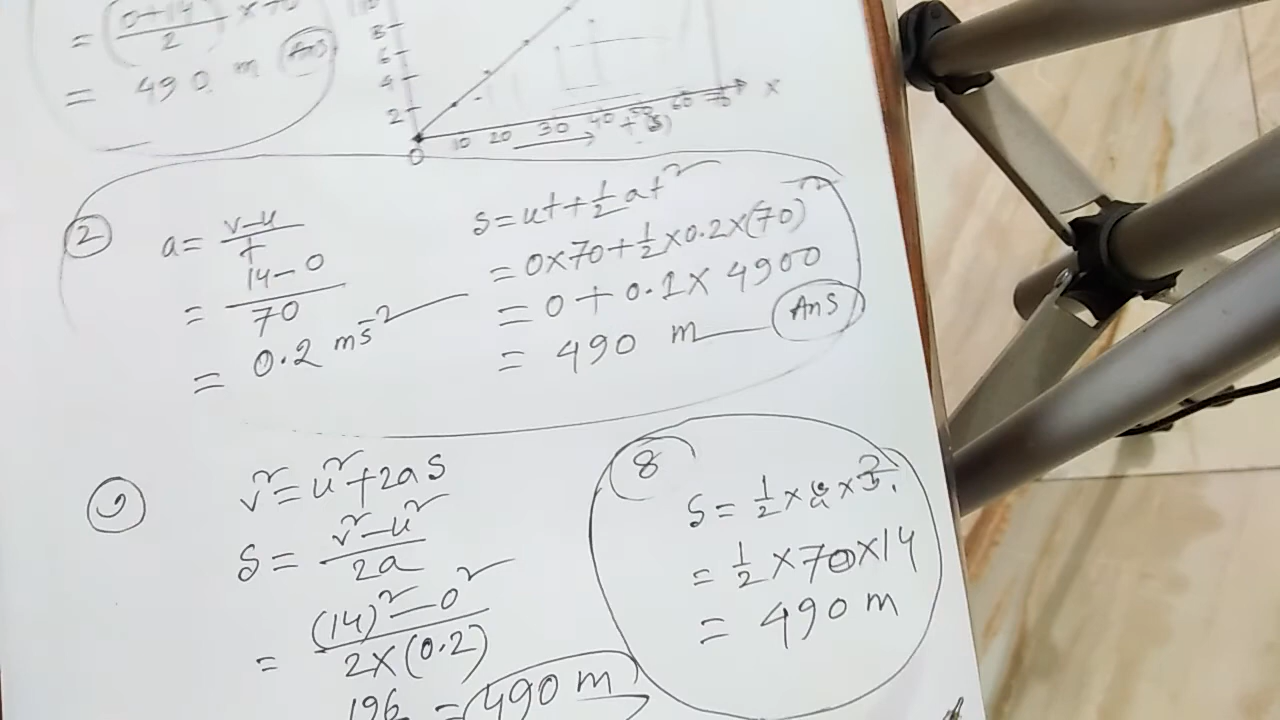 = (0+14)/2 × 70
= 490 m Ans
8
6
4
2
0 10 20 30 40 50 60 70 X
t (s)
2
a = (v-u)/t
= (14-0)/70
= 0.2 ms⁻²
s = ut + ½ at²
= 0×70 + ½ × 0.2 × (70)²
= 0 + 0.1 × 4900
= 490 m Ans
v² = u² + 2as
s = (v² - u²)/2a
= ((14)² - 0²)/(2×(0.2))
196 = 490 m
8
= ½ × 70 × 14
= 490 m